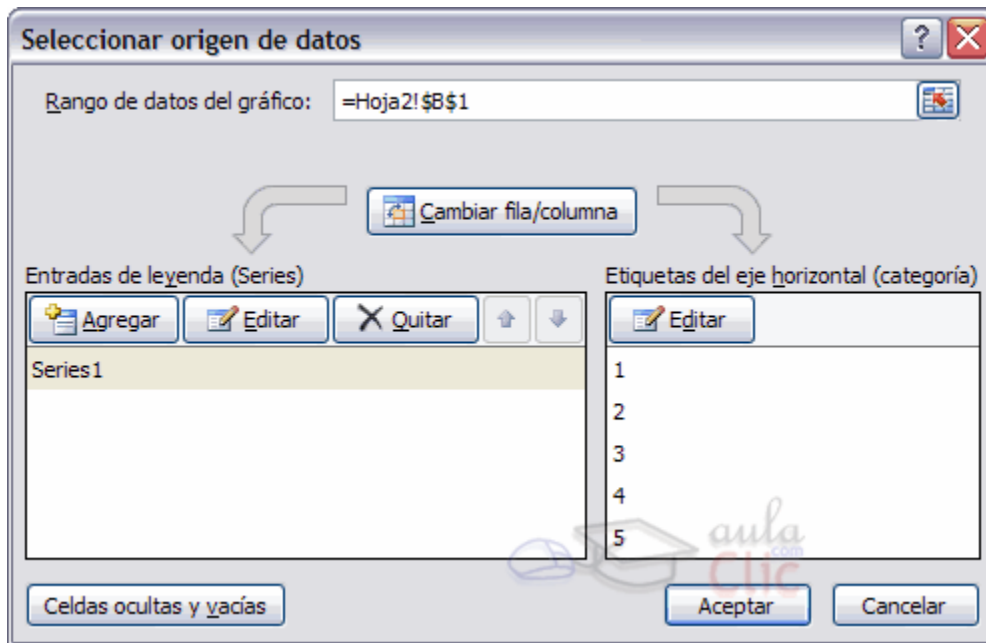 Seleccionar origen de datos
Rango de datos del gráfico: =Hoja2!$B$1
Cambiar fila/columna
Entradas de leyenda (Series)
Etiquetas del eje horizontal (categoría)
Agregar Editar Quitar
Editar
Series1
1
2
3
4
5
aula
.com
Clic
Celdas ocultas y vacías
Aceptar Cancelar